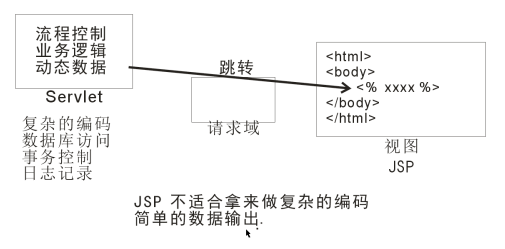 流程控制
业务逻辑
动态数据
Servlet
复杂的编码
数据库访问
事务控制
日志记录
跳转
请求域
<html>
<body>
<% xxxx %>
</body>
</html>
视图
JSP
JSP 不适合拿来做复杂的编码
简单的数据输出.